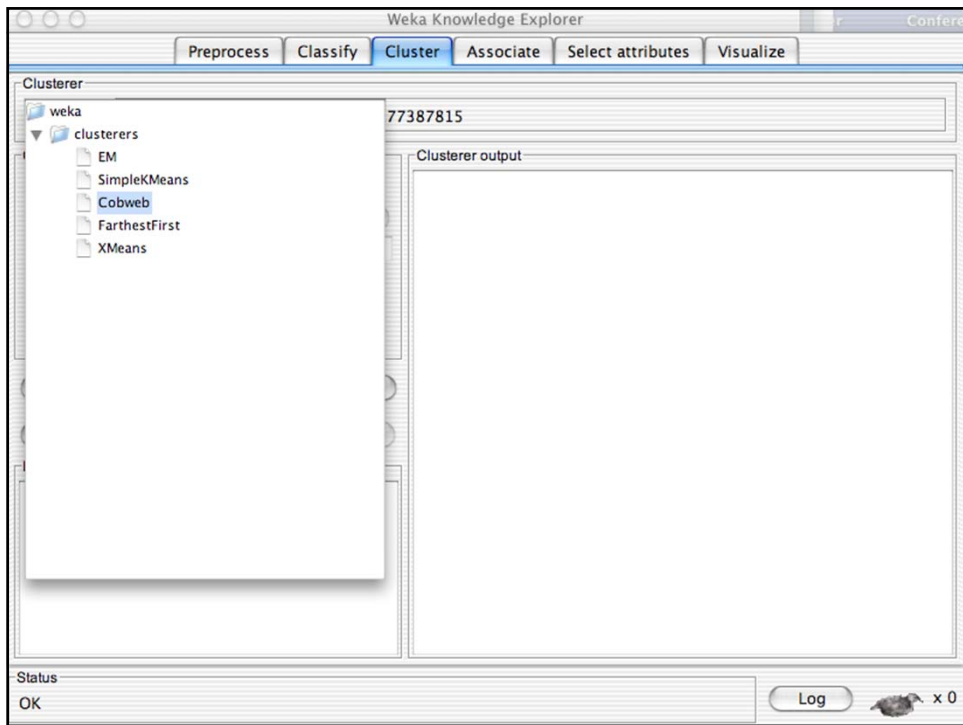 Weka Knowledge Explorer
Confere
Preprocess Classify Cluster Associate Select attributes Visualize
Clusterer
77387815
weka
clusterers
EM
SimpleKMeans
Cobweb
FarthestFirst
XMeans
Clusterer output
Status
OK
Log
x 0